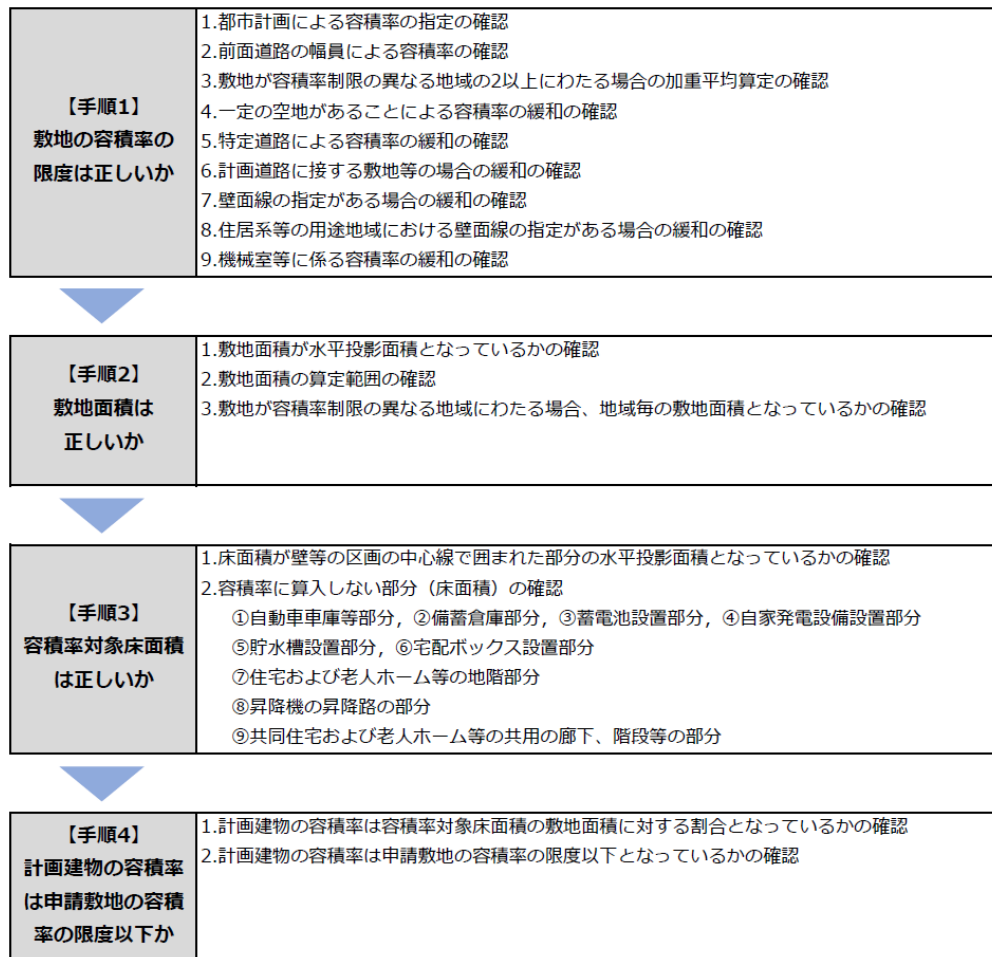 【手順1】
敷地の容積率の
限度は正しいか
1.都市計画による容積率の指定の確認
2.前面道路の幅員による容積率の確認
3.敷地が容積率制限の異なる地域の2以上にわたる場合の加重平均算定の確認
4.一定の空地があることによる容積率の緩和の確認
5.特定道路による容積率の緩和の確認
6.計画道路に接する敷地等の場合の緩和の確認
7.壁面線の指定がある場合の緩和の確認
8.住居系等の用途地域における壁面線の指定がある場合の緩和の確認
9.機械室等に係る容積率の緩和の確認
【手順2】
敷地面積は
正しいか
1.敷地面積が水平投影面積となっているかの確認
2.敷地面積の算定範囲の確認
3.敷地が容積率制限の異なる地域にわたる場合、地域毎の敷地面積となっているかの確認
【手順3】
容積率対象床面積
は正しいか
1.床面積が壁等の区画の中心線で囲まれた部分の水平投影面積となっているかの確認
2.容積率に算入しない部分（床面積）の確認
①自動車車庫等部分，②備蓄倉庫部分，③蓄電池設置部分，④自家発電設備設置部分
⑤貯水槽設置部分，⑥宅配ボックス設置部分
⑦住宅および老人ホーム等の地階部分
⑧昇降機の昇降路の部分
⑨共同住宅および老人ホーム等の共用の廊下、階段等の部分
【手順4】
計画建物の容積率
は申請敷地の容積
率の限度以下か
1.計画建物の容積率は容積率対象床面積の敷地面積に対する割合となっているかの確認
2.計画建物の容積率は申請敷地の容積率の限度以下となっているかの確認